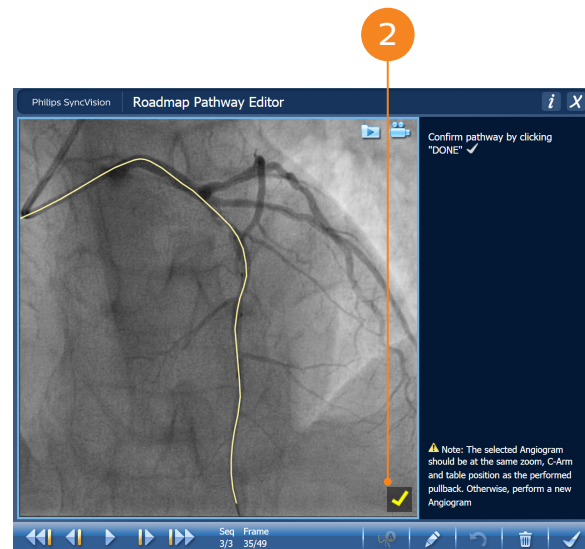 2
Philips SyncVision
Roadmap Pathway Editor
i X
Confirm pathway by clicking
"DONE"
Note: The selected Angiogram
should be at the same zoom, C-Arm
and table position as the performed
pullback. Otherwise, perform a new
Angiogram
Seq Frame
3/3 35/49